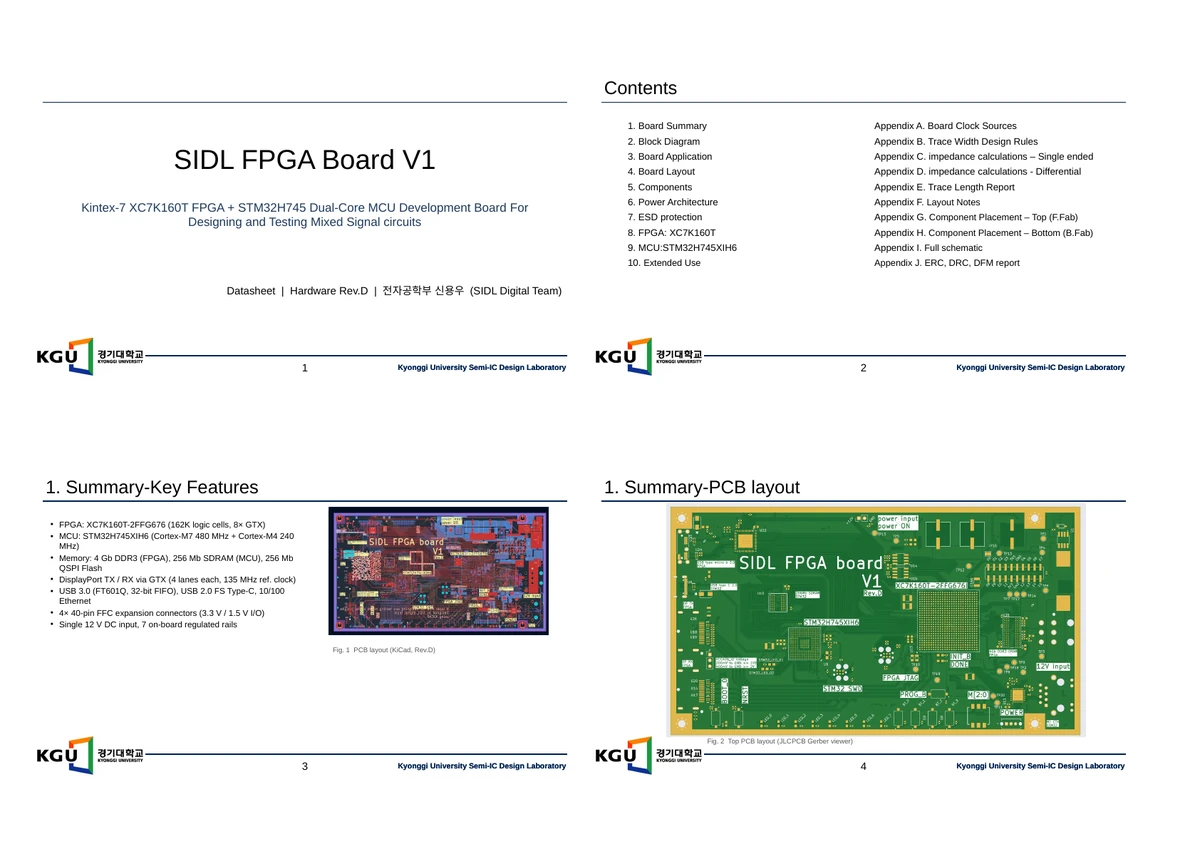 SIDL FPGA Board V1
Kintex-7 XC7K160T FPGA + STM32H745 Dual-Core MCU Development Board For
Designing and Testing Mixed Signal circuits
Datasheet | Hardware Rev.D | 전자공학부 신용우 (SIDL Digital Team)
KGU 경기대학교
KYONGGI UNIVERSITY
1
Kyonggi University Semi-IC Design Laboratory
Contents
1. Board Summary
2. Block Diagram
3. Board Application
4. Board Layout
5. Components
6. Power Architecture
7. ESD protection
8. FPGA: XC7K160T
9. MCU:STM32H745XIH6
10. Extended Use
Appendix A. Board Clock Sources
Appendix B. Trace Width Design Rules
Appendix C. impedance calculations – Single ended
Appendix D. impedance calculations - Differential
Appendix E. Trace Length Report
Appendix F. Layout Notes
Appendix G. Component Placement – Top (F.Fab)
Appendix H. Component Placement – Bottom (B.Fab)
Appendix I. Full schematic
Appendix J. ERC, DRC, DFM report
KGU 경기대학교
KYONGGI UNIVERSITY
2
Kyonggi University Semi-IC Design Laboratory
1. Summary-Key Features
• FPGA: XC7K160T-2FFG676 (162K logic cells, 8× GTX)
• MCU: STM32H745XIH6 (Cortex-M7 480 MHz + Cortex-M4 240
MHz)
• Memory: 4 Gb DDR3 (FPGA), 256 Mb SDRAM (MCU), 256 Mb
QSPI Flash
• DisplayPort TX / RX via GTX (4 lanes each, 135 MHz ref. clock)
• USB 3.0 (FT601Q, 32-bit FIFO), USB 2.0 FS Type-C, 10/100
Ethernet
• 4× 40-pin FFC expansion connectors (3.3 V / 1.5 V I/O)
• Single 12 V DC input, 7 on-board regulated rails
SIDL FPGA board
V1
Fig. 1 PCB layout (KiCad, Rev.D)
KGU 경기대학교
KYONGGI UNIVERSITY
3
Kyonggi University Semi-IC Design Laboratory
1. Summary-PCB layout
power input
power ON
SIDL FPGA board
V1
Rev.D
XC7K160T-2FFG676I
STM32H745XIH6
INIT_B
DONE
12V input
FPGA JTAG
STM32 SWD
PROG_B
M[2:0]
BOOT_0
NRST
POWER
Fig. 2 Top PCB layout (JLCPCB Gerber viewer)
KGU 경기대학교
KYONGGI UNIVERSITY
4
Kyonggi University Semi-IC Design Laboratory